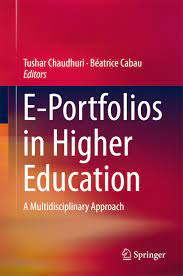 Tushar Chaudhuri · Béatrice Cabau
Editors
E-Portfolios
in Higher
Education
A Multidisciplinary Approach
Springer